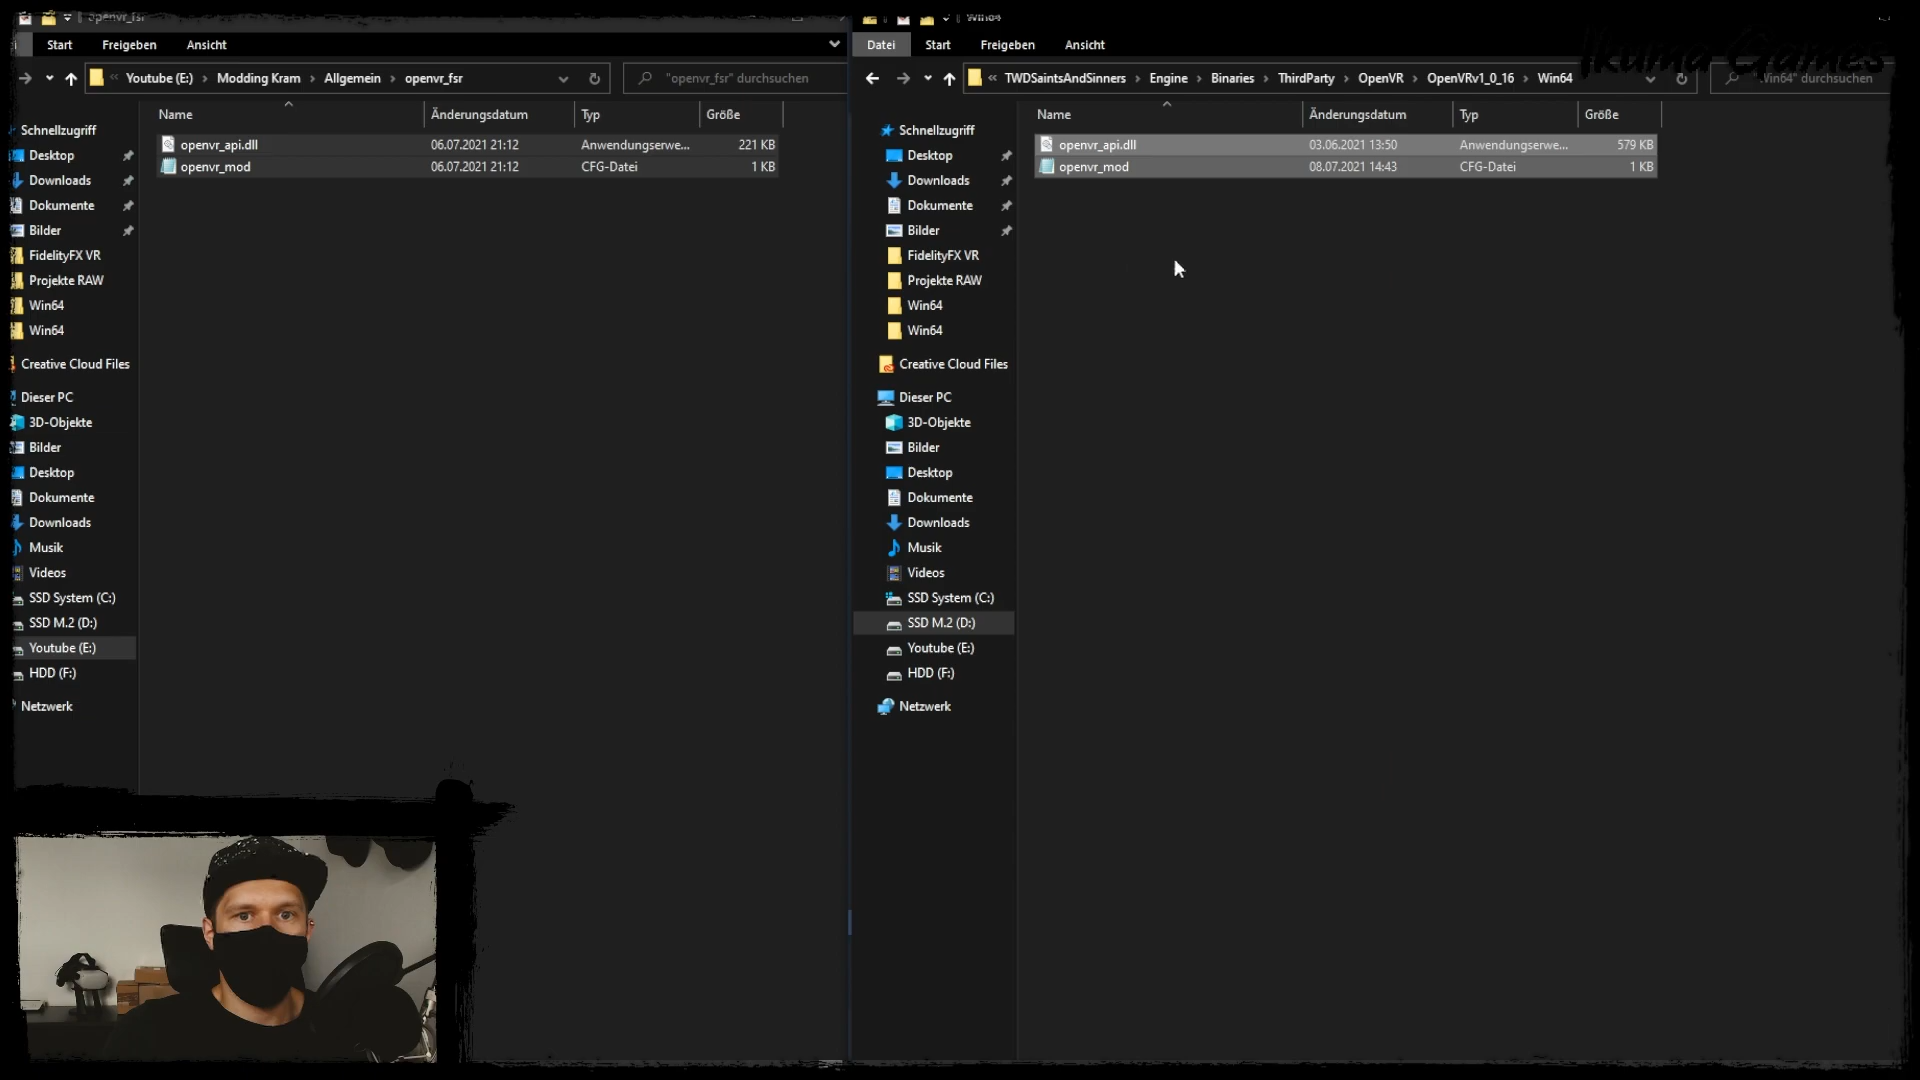 openvr_fsr
Start Freigeben Ansicht
Youtube (E:) Modding Kram Allgemein openvr_fsr
"openvr_fsr" durchsuchen
Name Änderungsdatum Typ Größe
openvr_api.dll 06.07.2021 21:12 Anwendungserwe... 221 KB
openvr_mod 06.07.2021 21:12 CFG-Datei 1 KB
Schnellzugriff
Desktop
Downloads
Dokumente
Bilder
FidelityFX VR
Projekte RAW
Win64
Win64
Creative Cloud Files
Dieser PC
3D-Objekte
Bilder
Desktop
Dokumente
Downloads
Musik
Videos
SSD System (C:)
SSD M.2 (D:)
Youtube (E:)
HDD (F:)
Netzwerk
Win64
Datei Start Freigeben Ansicht
Ikuma Games
« TWDSaintsAndSinners Engine Binaries ThirdParty OpenVR OpenVRv1_0_16 Win64
"Win64" durchsuchen
Name Änderungsdatum Typ Größe
openvr_api.dll 03.06.2021 13:50 Anwendungserwe... 579 KB
openvr_mod 08.07.2021 14:43 CFG-Datei 1 KB
Schnellzugriff
Desktop
Downloads
Dokumente
Bilder
FidelityFX VR
Projekte RAW
Win64
Win64
Creative Cloud Files
Dieser PC
3D-Objekte
Bilder
Desktop
Dokumente
Downloads
Musik
Videos
SSD System (C:)
SSD M.2 (D:)
Youtube (E:)
HDD (F:)
Netzwerk